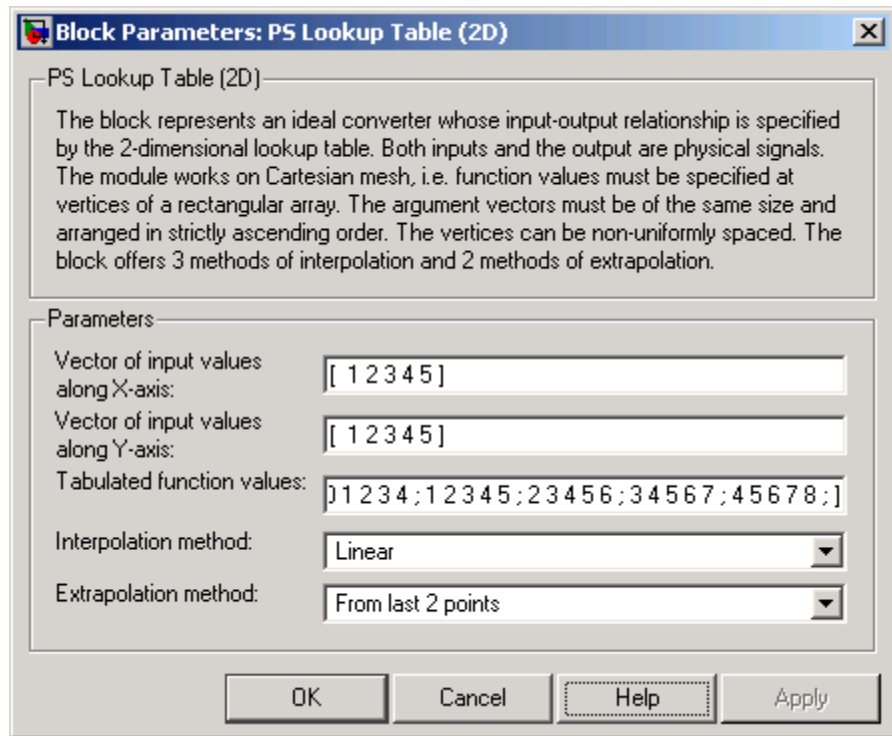 Block Parameters: PS Lookup Table (2D)
PS Lookup Table (2D)
The block represents an ideal converter whose input-output relationship is specified
by the 2-dimensional lookup table. Both inputs and the output are physical signals.
The module works on Cartesian mesh, i.e. function values must be specified at
vertices of a rectangular array. The argument vectors must be of the same size and
arranged in strictly ascending order. The vertices can be non-uniformly spaced. The
block offers 3 methods of interpolation and 2 methods of extrapolation.
Parameters
Vector of input values
along X-axis:
[ 1 2 3 4 5 ]
Vector of input values
along Y-axis:
[ 1 2 3 4 5 ]
Tabulated function values:
1 2 3 4 ; 1 2 3 4 5 ; 2 3 4 5 6 ; 3 4 5 6 7 ; 4 5 6 7 8 ; ]
Interpolation method:
Linear
Extrapolation method:
From last 2 points
OK Cancel Help Apply